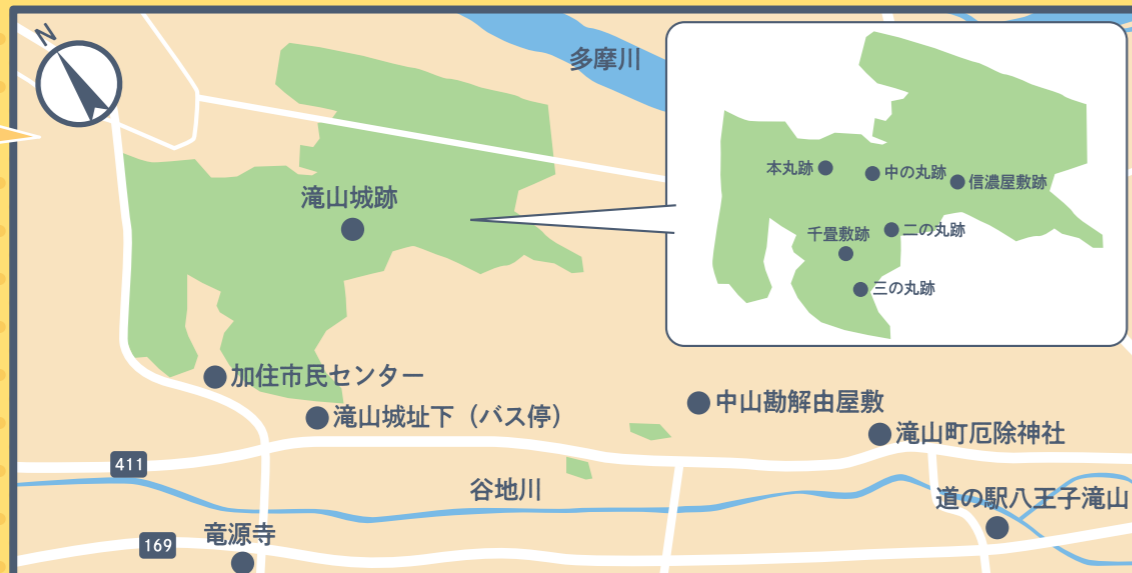 N
多摩川
滝山城跡
本丸跡
中の丸跡
信濃屋敷跡
千畳敷跡
二の丸跡
三の丸跡
加住市民センター
滝山城址下（バス停）
中山勘解由屋敷
滝山町厄除神社
411
谷地川
道の駅八王子滝山
169
竜源寺